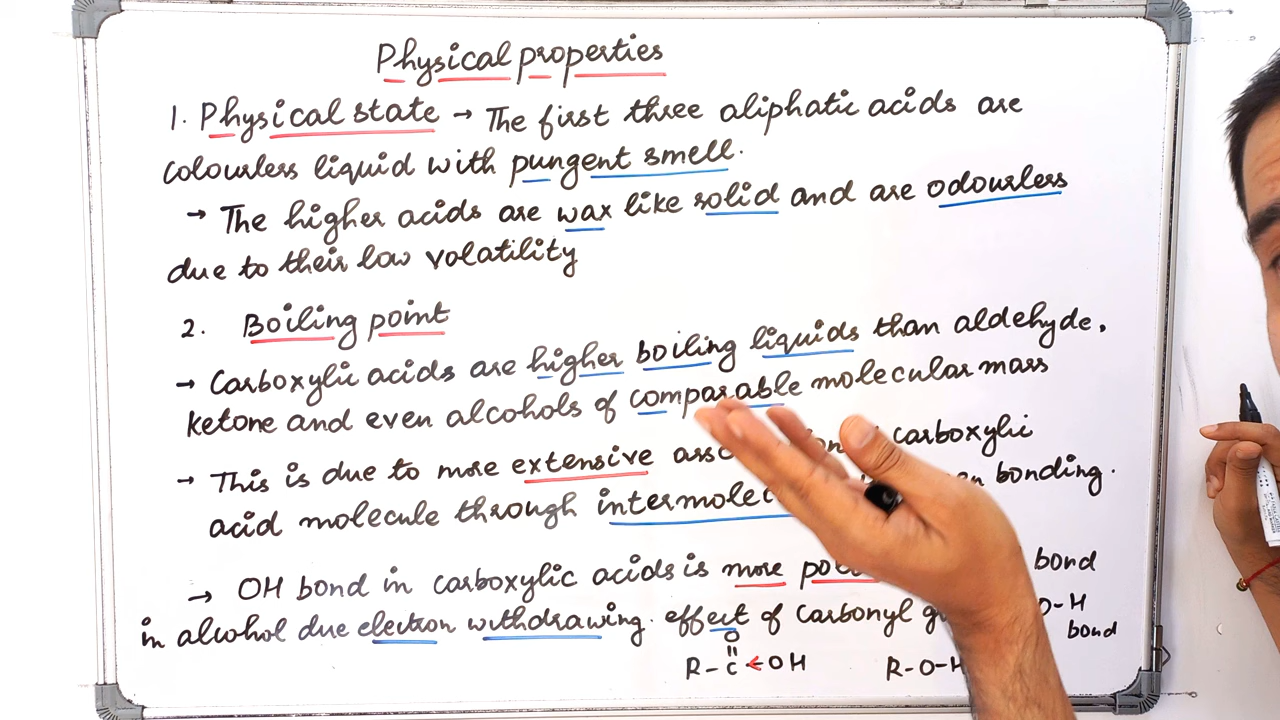 Physical properties
1. Physical state → The first three aliphatic acids are
colourless liquid with pungent smell.
→ The higher acids are wax like solid and are odourless
due to their low volatility
2. Boiling point
→ Carboxylic acids are higher boiling liquids than aldehyde,
ketone and even alcohols of comparable molecular mass
→ This is due to more extensive carboxylic
acid molecule through bonding.
→ OH bond in carboxylic acids is more bond
in alcohol due electron withdrawing. effect of carbonyl O-H
bond
O
||
R-C-OH R-O-H